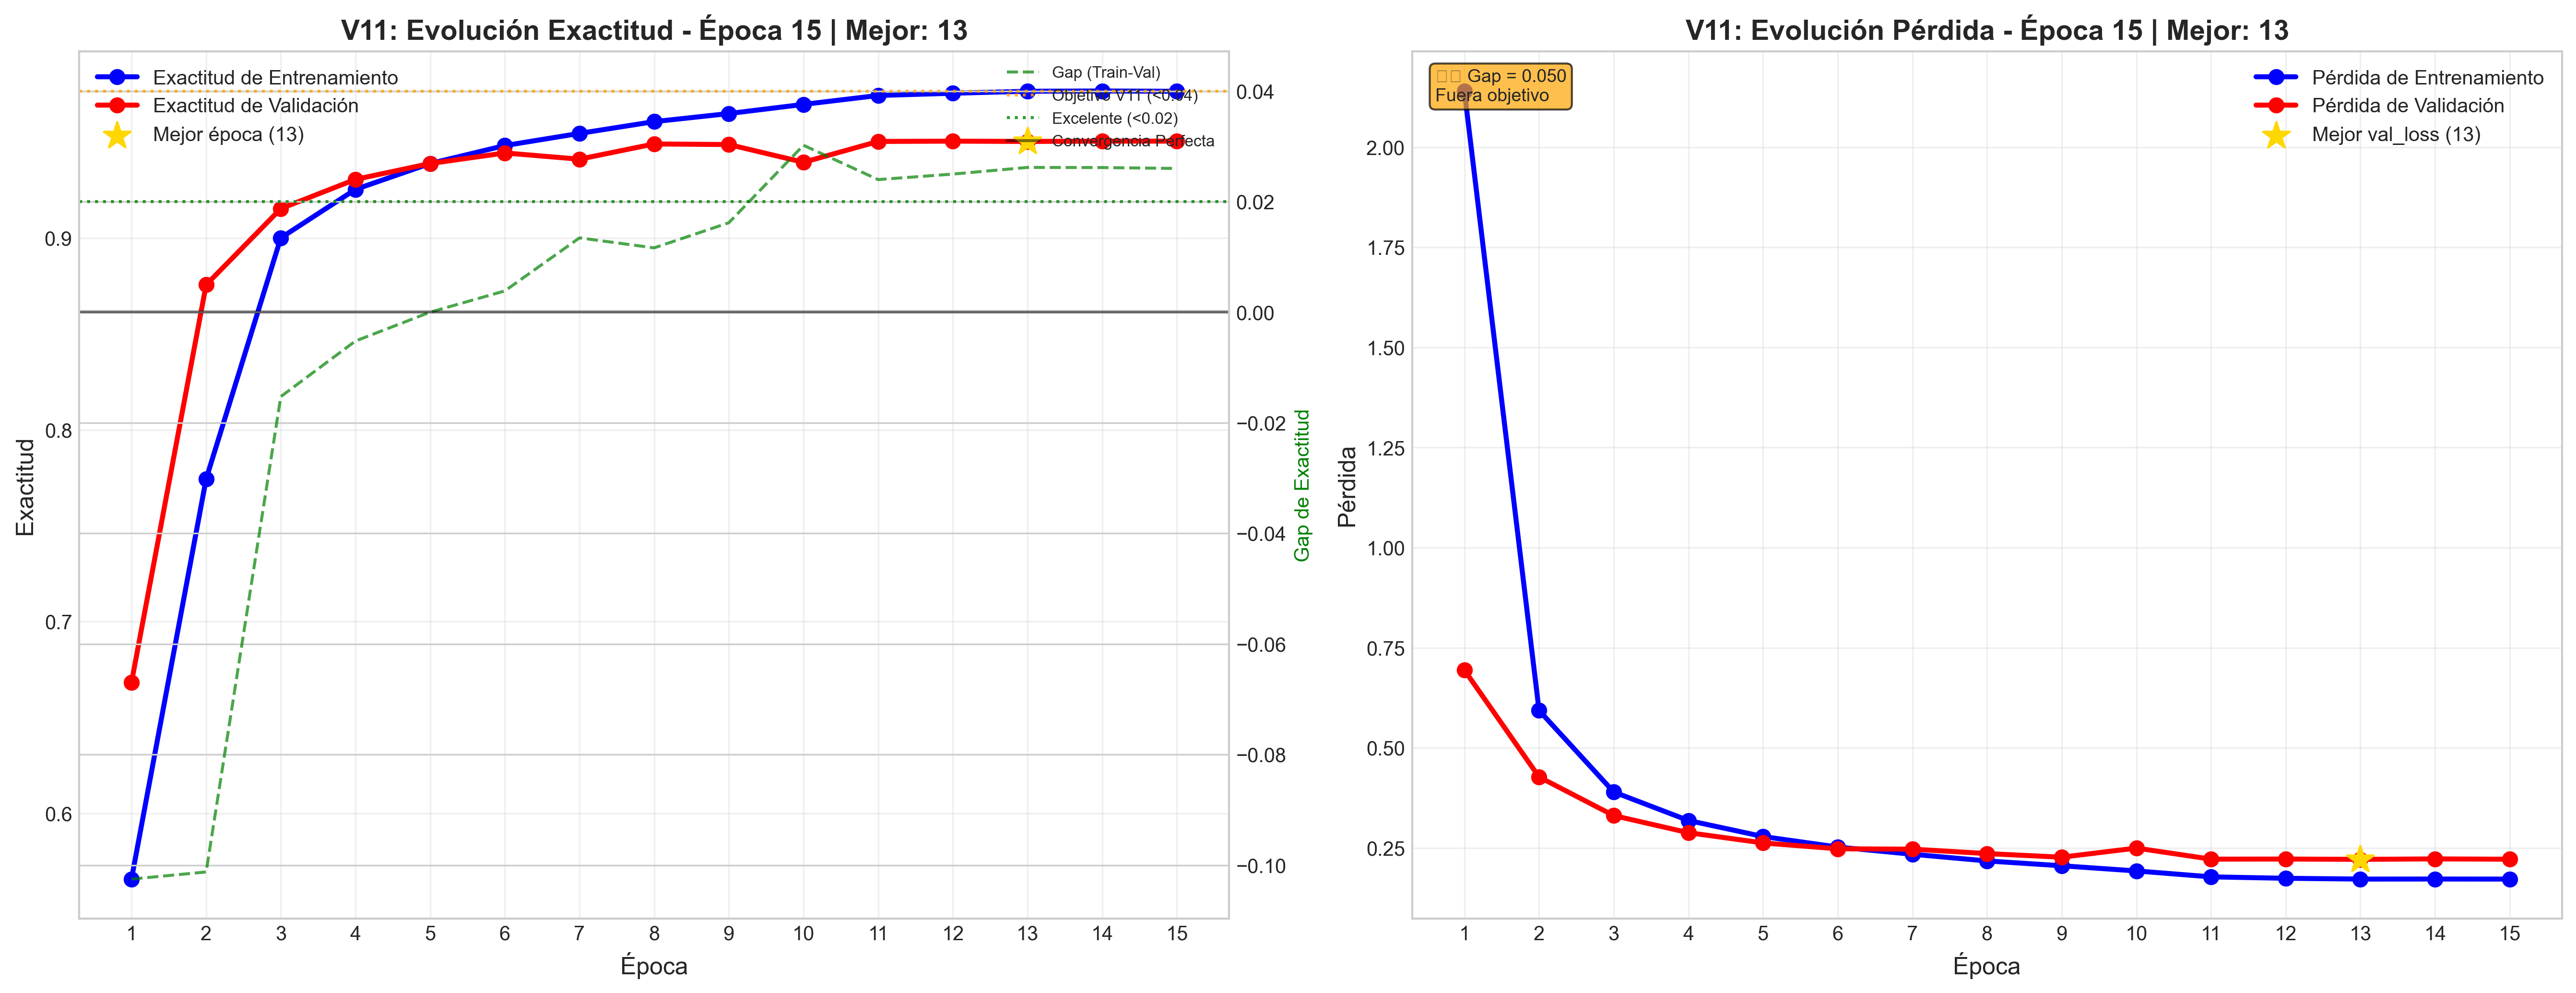 V11: Evolución Exactitud - Época 15 | Mejor: 13
Exactitud de Entrenamiento
Exactitud de Validación
Mejor época (13)
Gap (Train-Val)
Objetivo V11 (<0.04)
Excelente (<0.02)
Convergencia Perfecta
Exactitud
0.9
0.8
0.7
0.6
0.04
0.02
0.00
−0.02
−0.04
−0.06
−0.08
−0.10
Gap de Exactitud
1 2 3 4 5 6 7 8 9 10 11 12 13 14 15
Época
V11: Evolución Pérdida - Época 15 | Mejor: 13
Gap = 0.050
Fuera objetivo
Pérdida de Entrenamiento
Pérdida de Validación
Mejor val_loss (13)
Pérdida
2.00
1.75
1.50
1.25
1.00
0.75
0.50
0.25
1 2 3 4 5 6 7 8 9 10 11 12 13 14 15
Época